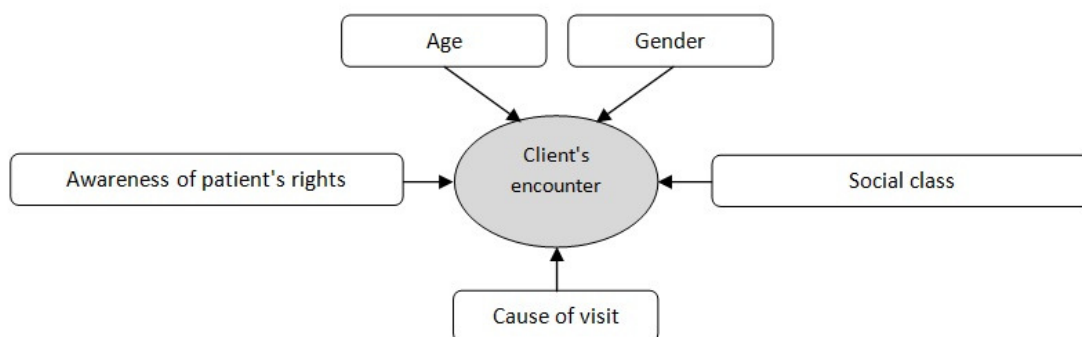 Age
Gender
Client's
encounter
Awareness of patient's rights
Social class
Cause of visit